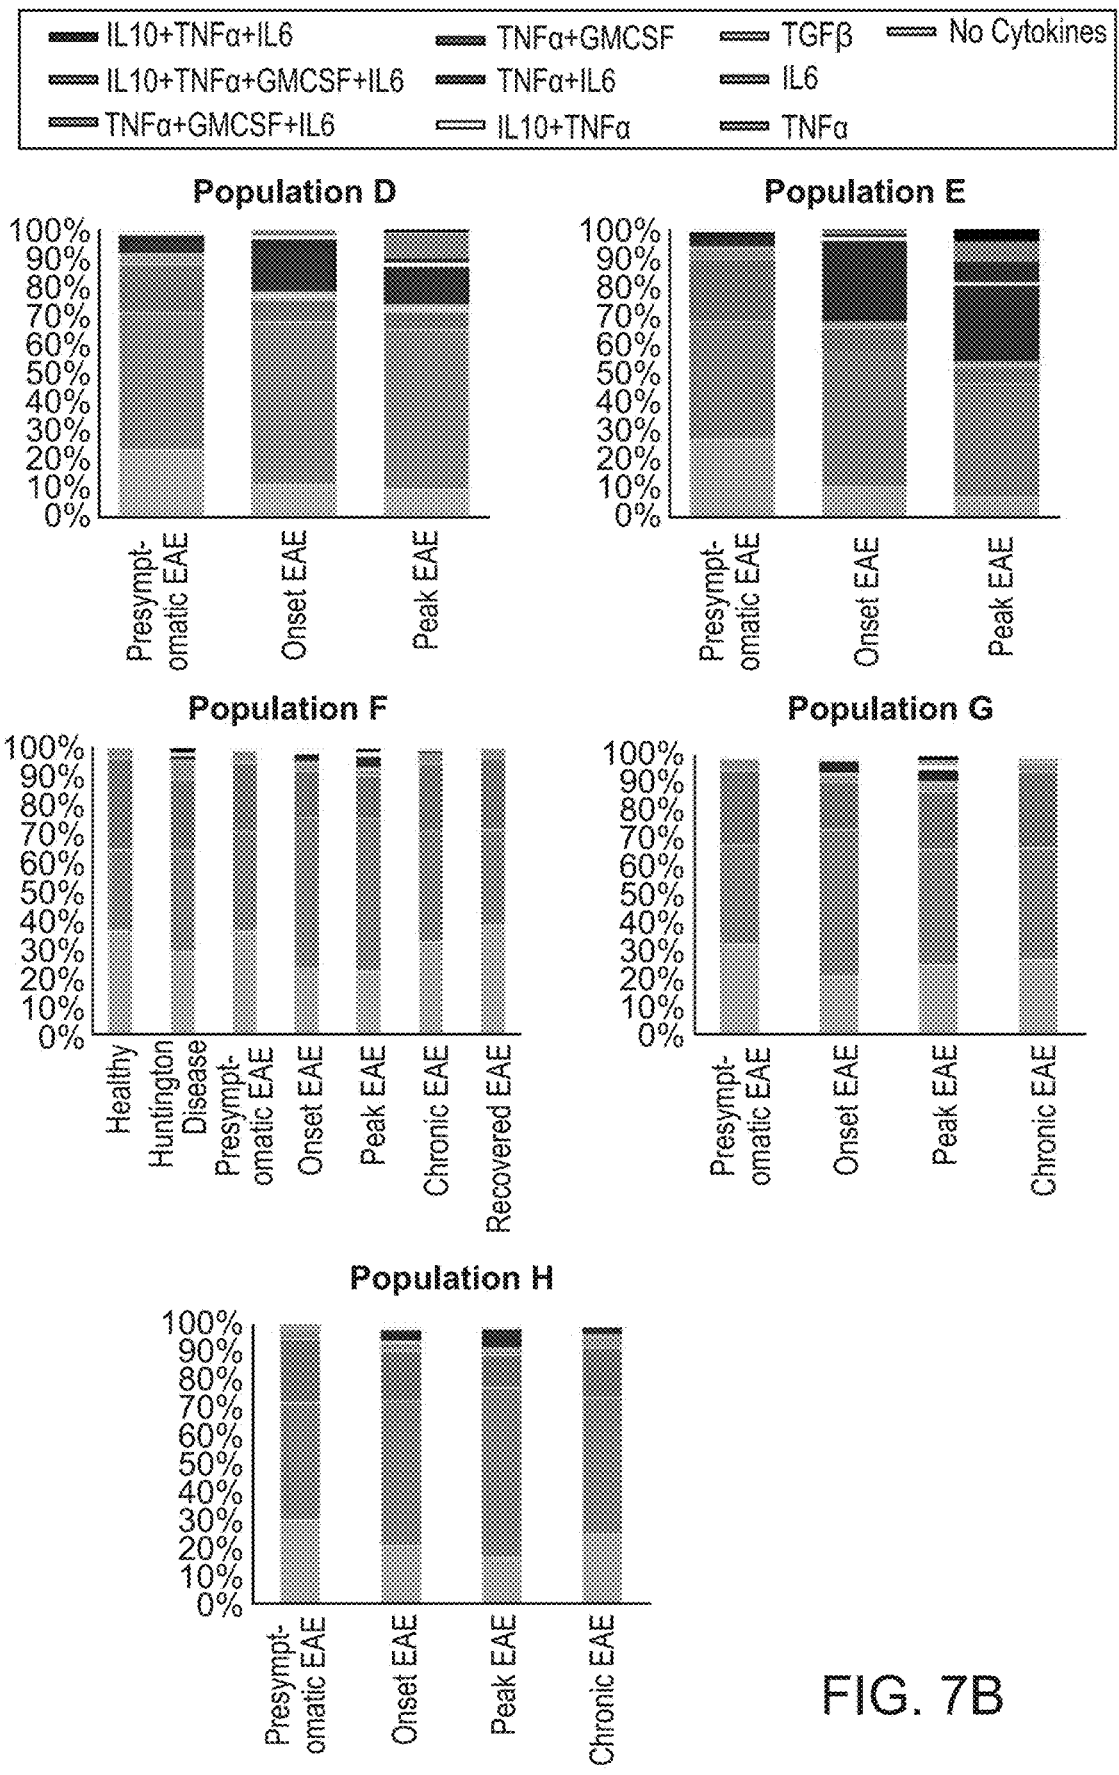 IL10+TNFα+IL6
TNFα+GMCSF
TGFβ
No Cytokines
IL10+TNFα+GMCSF+IL6
TNFα+IL6
IL6
TNFα+GMCSF+IL6
IL10+TNFα
TNFα
Population D
100%
90%
80%
70%
60%
50%
40%
30%
20%
10%
0%
Presympt-
omatic EAE
Onset EAE
Peak EAE
Population E
100%
90%
80%
70%
60%
50%
40%
30%
20%
10%
0%
Presympt-
omatic EAE
Onset EAE
Peak EAE
Population F
100%
90%
80%
70%
60%
50%
40%
30%
20%
10%
0%
Healthy
Huntington
Disease
Presympt-
omatic EAE
Onset EAE
Peak EAE
Chronic EAE
Recovered EAE
Population G
100%
90%
80%
70%
60%
50%
40%
30%
20%
10%
0%
Presympt-
omatic EAE
Onset EAE
Peak EAE
Chronic EAE
Population H
100%
90%
80%
70%
60%
50%
40%
30%
20%
10%
0%
Presympt-
omatic EAE
Onset EAE
Peak EAE
Chronic EAE
FIG. 7B